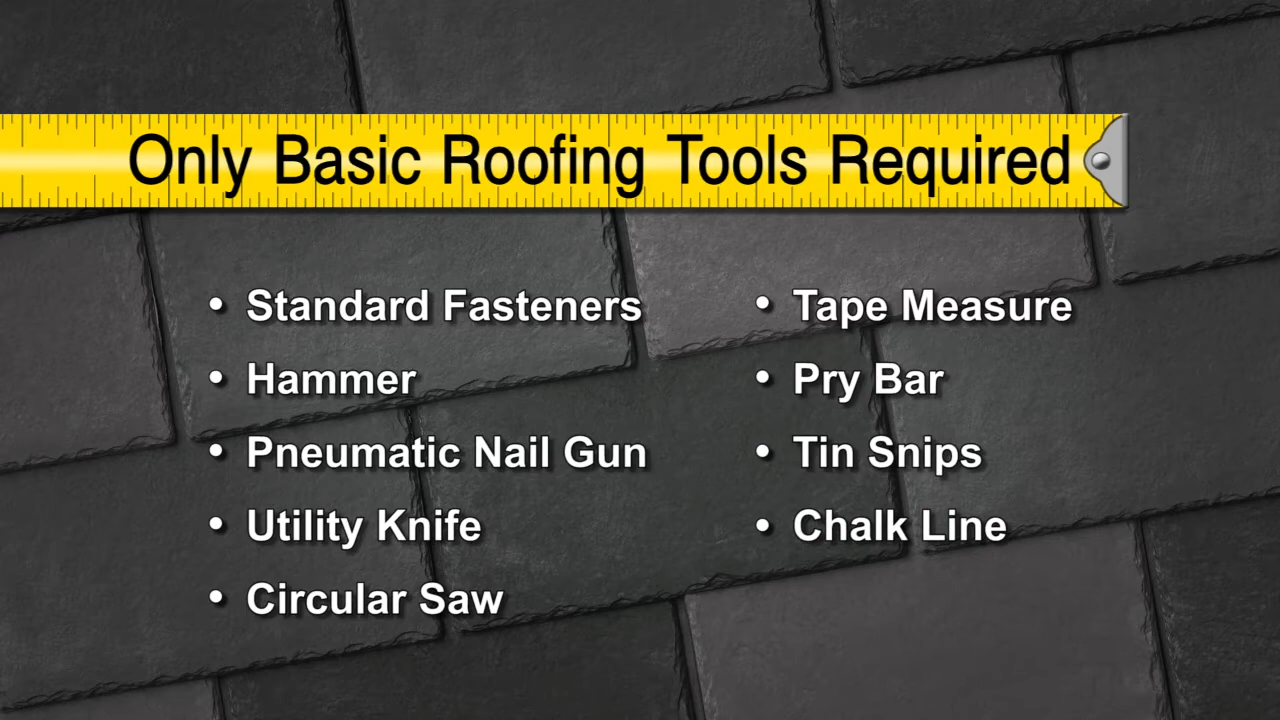 Only Basic Roofing Tools Required
• Standard Fasteners
• Hammer
• Pneumatic Nail Gun
• Utility Knife
• Circular Saw
• Tape Measure
• Pry Bar
• Tin Snips
• Chalk Line